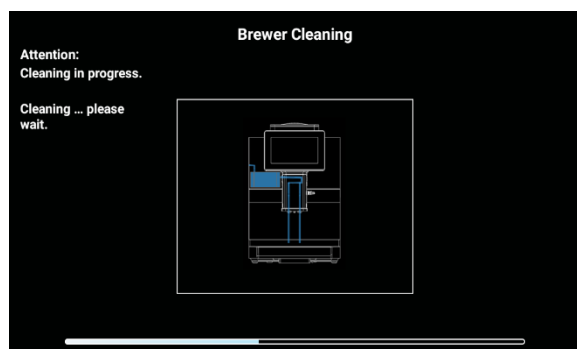 Brewer Cleaning
Attention:
Cleaning in progress.
Cleaning ... please
wait.